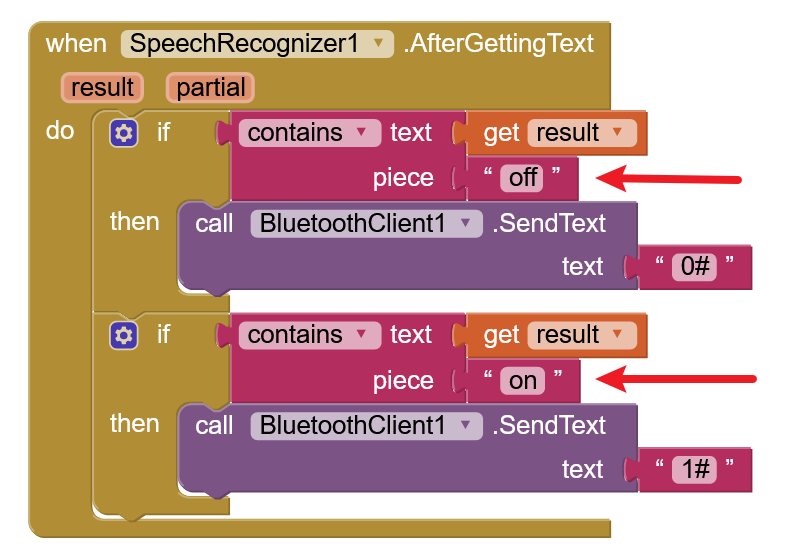 when SpeechRecognizer1 .AfterGettingText
result partial
do if contains text get result
piece “ off ”
then call BluetoothClient1 .SendText
text “ 0# ”
if contains text get result
piece “ on ”
then call BluetoothClient1 .SendText
text “ 1# ”